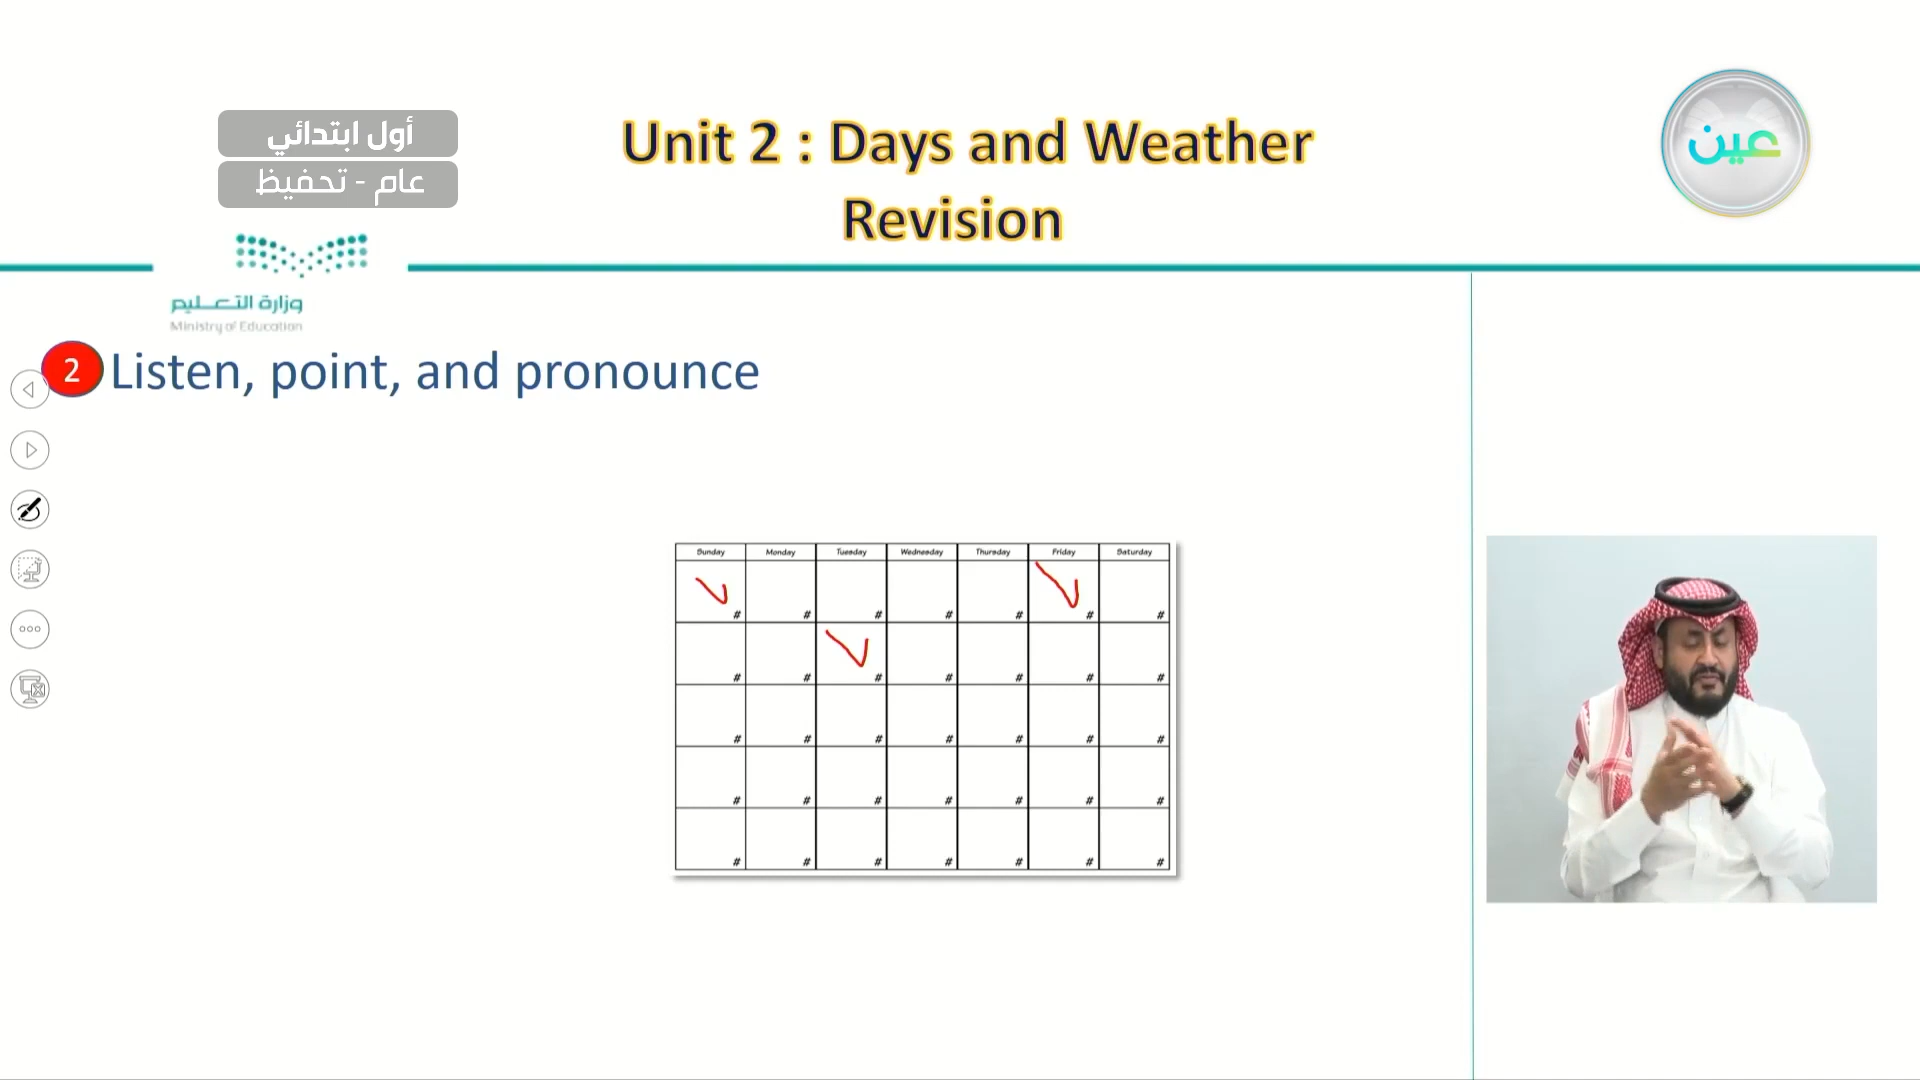 أول ابتدائي
عام - تحفيظ
Unit 2 : Days and Weather
Revision
عين
وزارة التعليم
Ministry of Education
2 Listen, point, and pronounce
Sunday Monday Tuesday Wednesday Thursday Friday Saturday
# # # # # # #
# # # # # # #
# # # # # # #
# # # # # # #
# # # # # # #